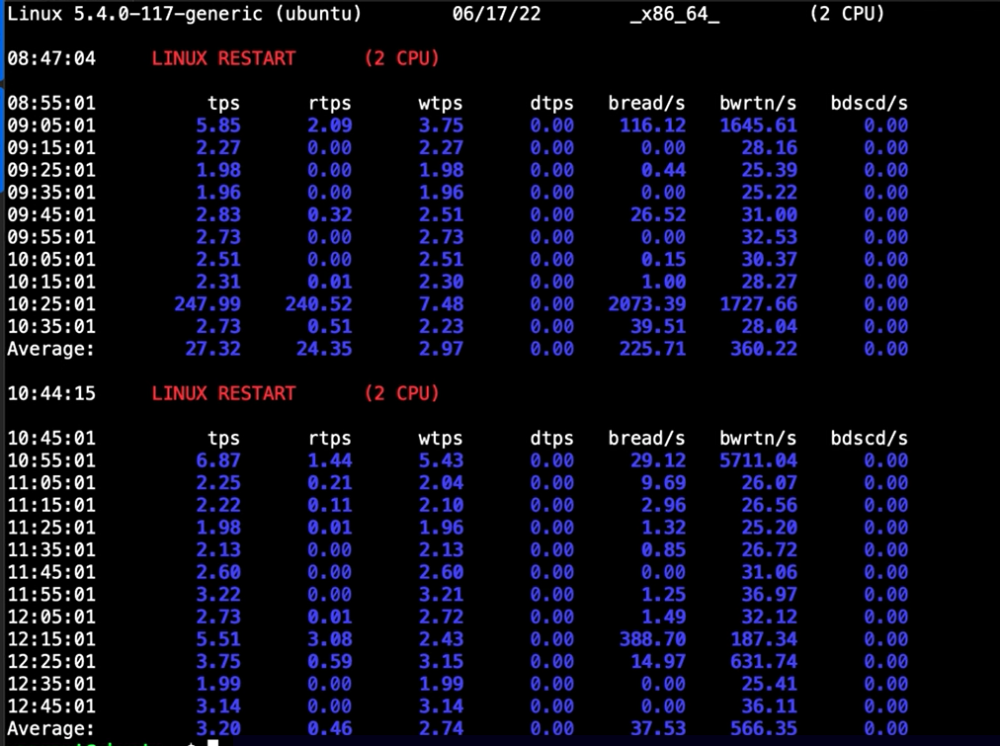 Linux 5.4.0-117-generic (ubuntu) 06/17/22 _x86_64_ (2 CPU)
08:47:04 LINUX RESTART (2 CPU)
08:55:01 tps rtps wtps dtps bread/s bwrtn/s bdscd/s
09:05:01 5.85 2.09 3.75 0.00 116.12 1645.61 0.00
09:15:01 2.27 0.00 2.27 0.00 0.00 28.16 0.00
09:25:01 1.98 0.00 1.98 0.00 0.44 25.39 0.00
09:35:01 1.96 0.00 1.96 0.00 0.00 25.22 0.00
09:45:01 2.83 0.32 2.51 0.00 26.52 31.00 0.00
09:55:01 2.73 0.00 2.73 0.00 0.00 32.53 0.00
10:05:01 2.51 0.00 2.51 0.00 0.15 30.37 0.00
10:15:01 2.31 0.01 2.30 0.00 1.00 28.27 0.00
10:25:01 247.99 240.52 7.48 0.00 2073.39 1727.66 0.00
10:35:01 2.73 0.51 2.23 0.00 39.51 28.04 0.00
Average: 27.32 24.35 2.97 0.00 225.71 360.22 0.00
10:44:15 LINUX RESTART (2 CPU)
10:45:01 tps rtps wtps dtps bread/s bwrtn/s bdscd/s
10:55:01 6.87 1.44 5.43 0.00 29.12 5711.04 0.00
11:05:01 2.25 0.21 2.04 0.00 9.69 26.07 0.00
11:15:01 2.22 0.11 2.10 0.00 2.96 26.56 0.00
11:25:01 1.98 0.01 1.96 0.00 1.32 25.20 0.00
11:35:01 2.13 0.00 2.13 0.00 0.85 26.72 0.00
11:45:01 2.60 0.00 2.60 0.00 0.00 31.06 0.00
11:55:01 3.22 0.00 3.21 0.00 1.25 36.97 0.00
12:05:01 2.73 0.01 2.72 0.00 1.49 32.12 0.00
12:15:01 5.51 3.08 2.43 0.00 388.70 187.34 0.00
12:25:01 3.75 0.59 3.15 0.00 14.97 631.74 0.00
12:35:01 1.99 0.00 1.99 0.00 0.00 25.41 0.00
12:45:01 3.14 0.00 3.14 0.00 0.00 36.11 0.00
Average: 3.20 0.46 2.74 0.00 37.53 566.35 0.00